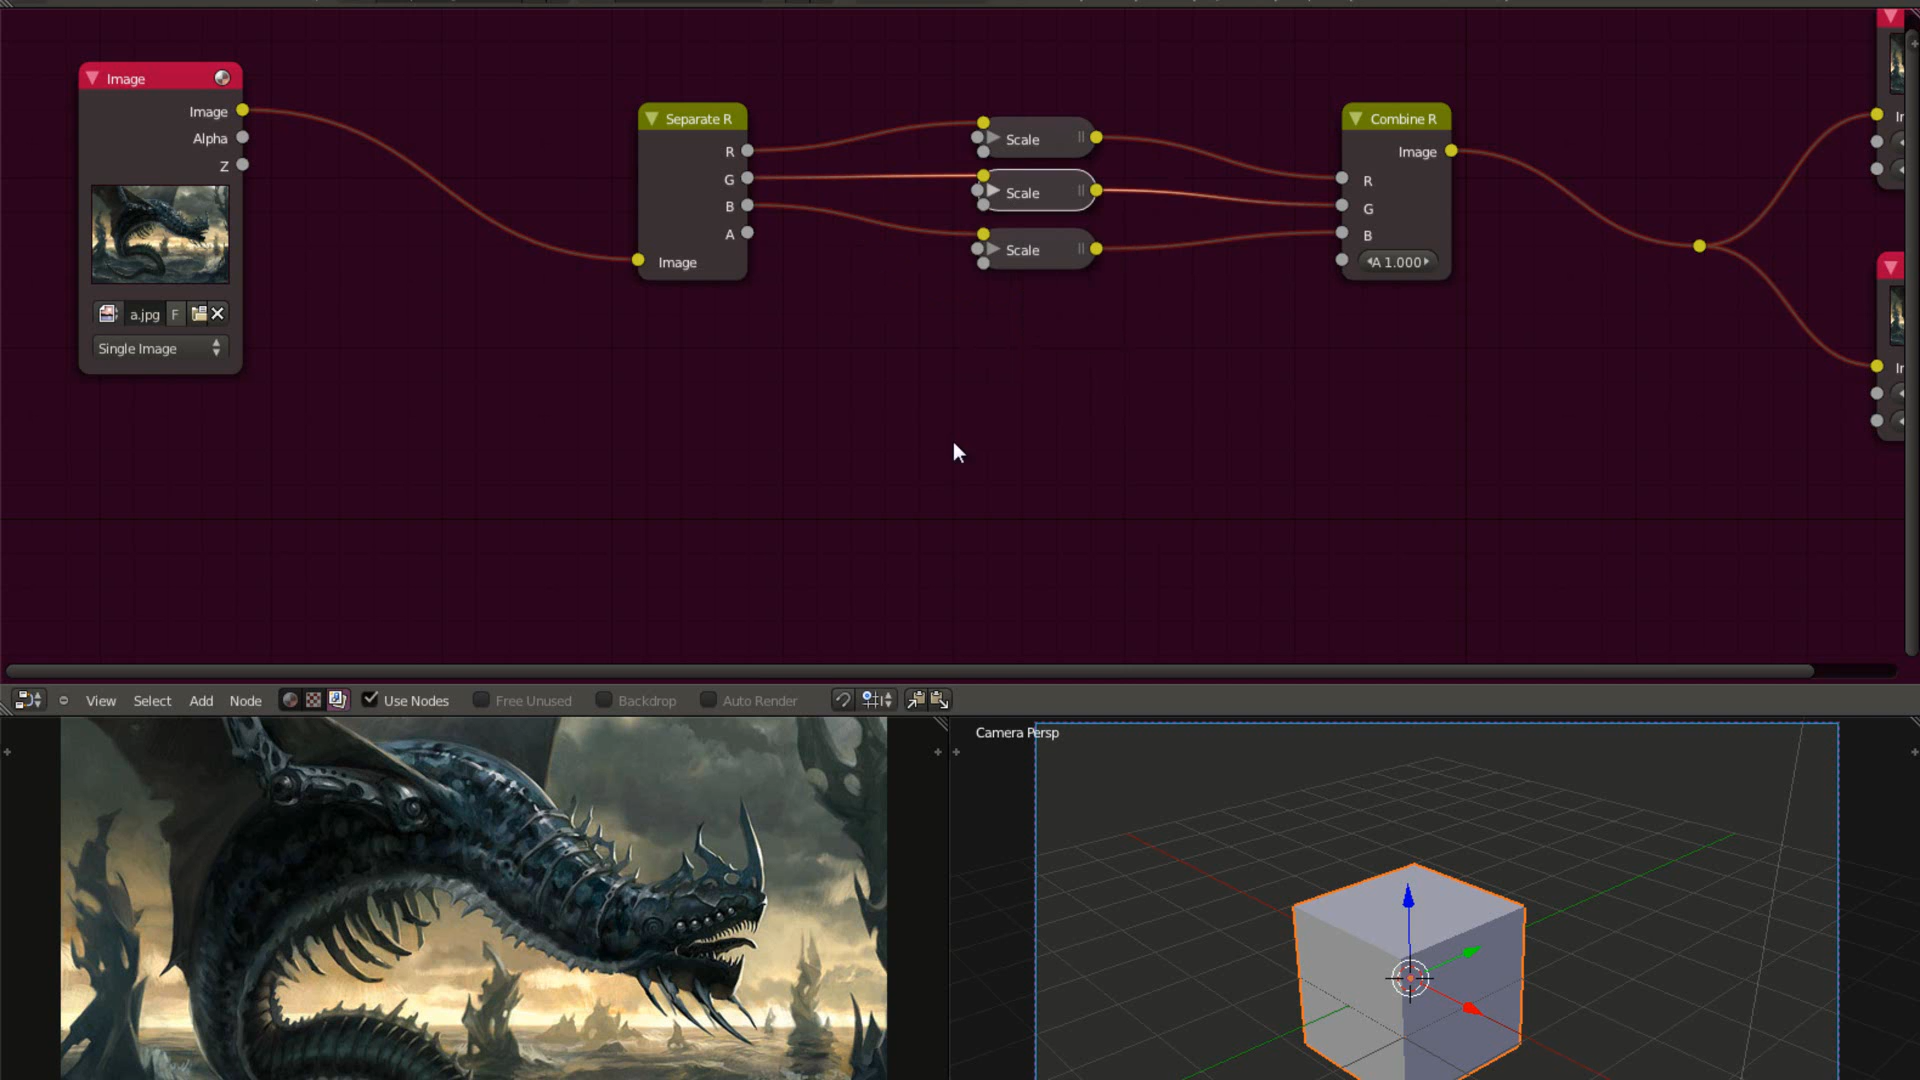 Image
Image
Alpha
Z
a.jpg F
Single Image
Separate R
R
G
B
A
Image
Scale
Scale
Scale
Combine R
Image
R
G
B
A 1.000
View Select Add Node Use Nodes Free Unused Backdrop Auto Render
Camera Persp